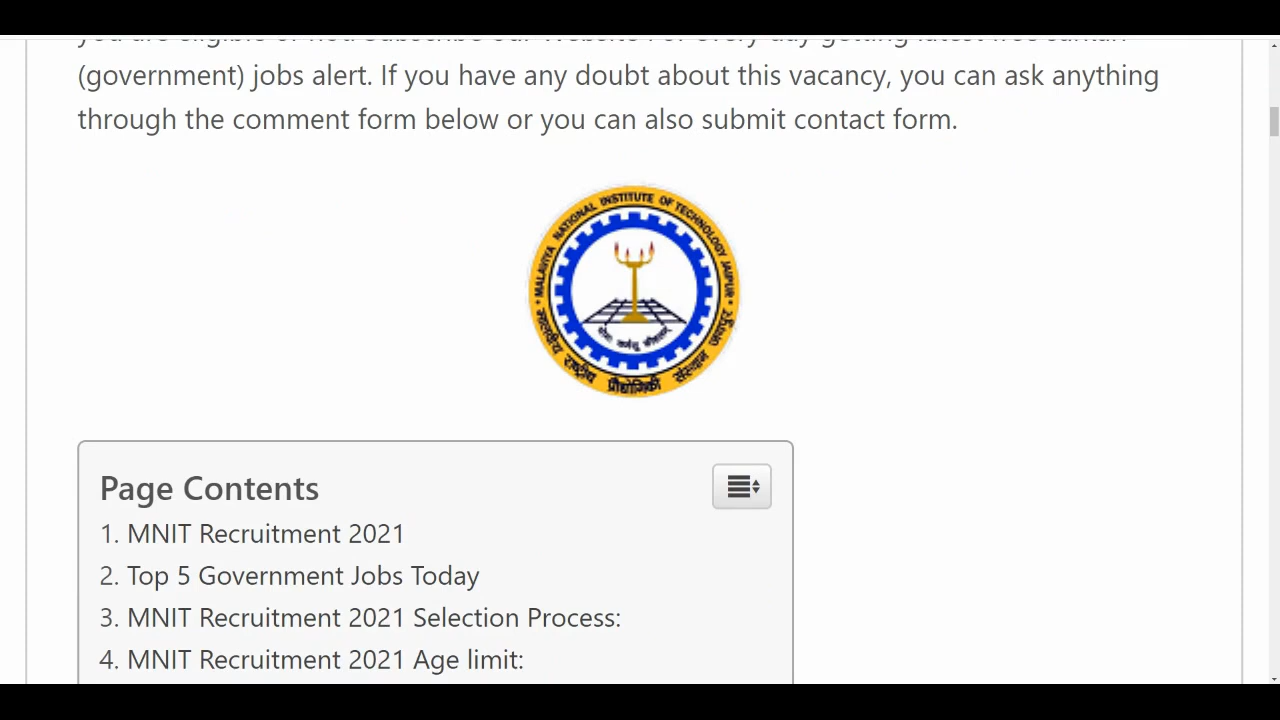 (government) jobs alert. If you have any doubt about this vacancy, you can ask anything
through the comment form below or you can also submit contact form.
MALAVIYA NATIONAL INSTITUTE OF TECHNOLOGY JAIPUR
मालवीय राष्ट्रीय प्रौद्योगिकी संस्थान जयपुर
Page Contents
1. MNIT Recruitment 2021
2. Top 5 Government Jobs Today
3. MNIT Recruitment 2021 Selection Process:
4. MNIT Recruitment 2021 Age limit: